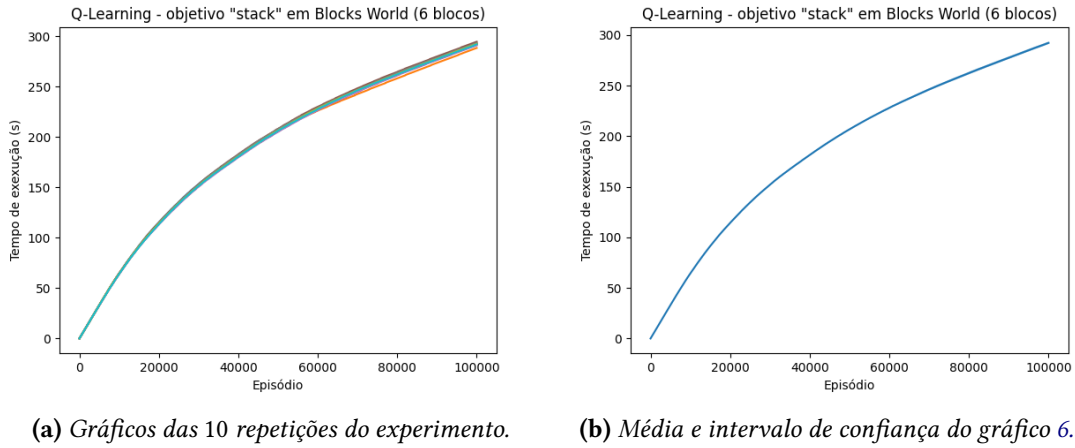 Q-Learning - objetivo "stack" em Blocks World (6 blocos)
300
250
200
150
100
50
0
Tempo de exexução (s)
0 20000 40000 60000 80000 100000
Episódio
(a) Gráficos das 10 repetições do experimento.
Q-Learning - objetivo "stack" em Blocks World (6 blocos)
300
250
200
150
100
50
0
Tempo de exexução (s)
0 20000 40000 60000 80000 100000
Episódio
(b) Média e intervalo de confiança do gráfico 6.